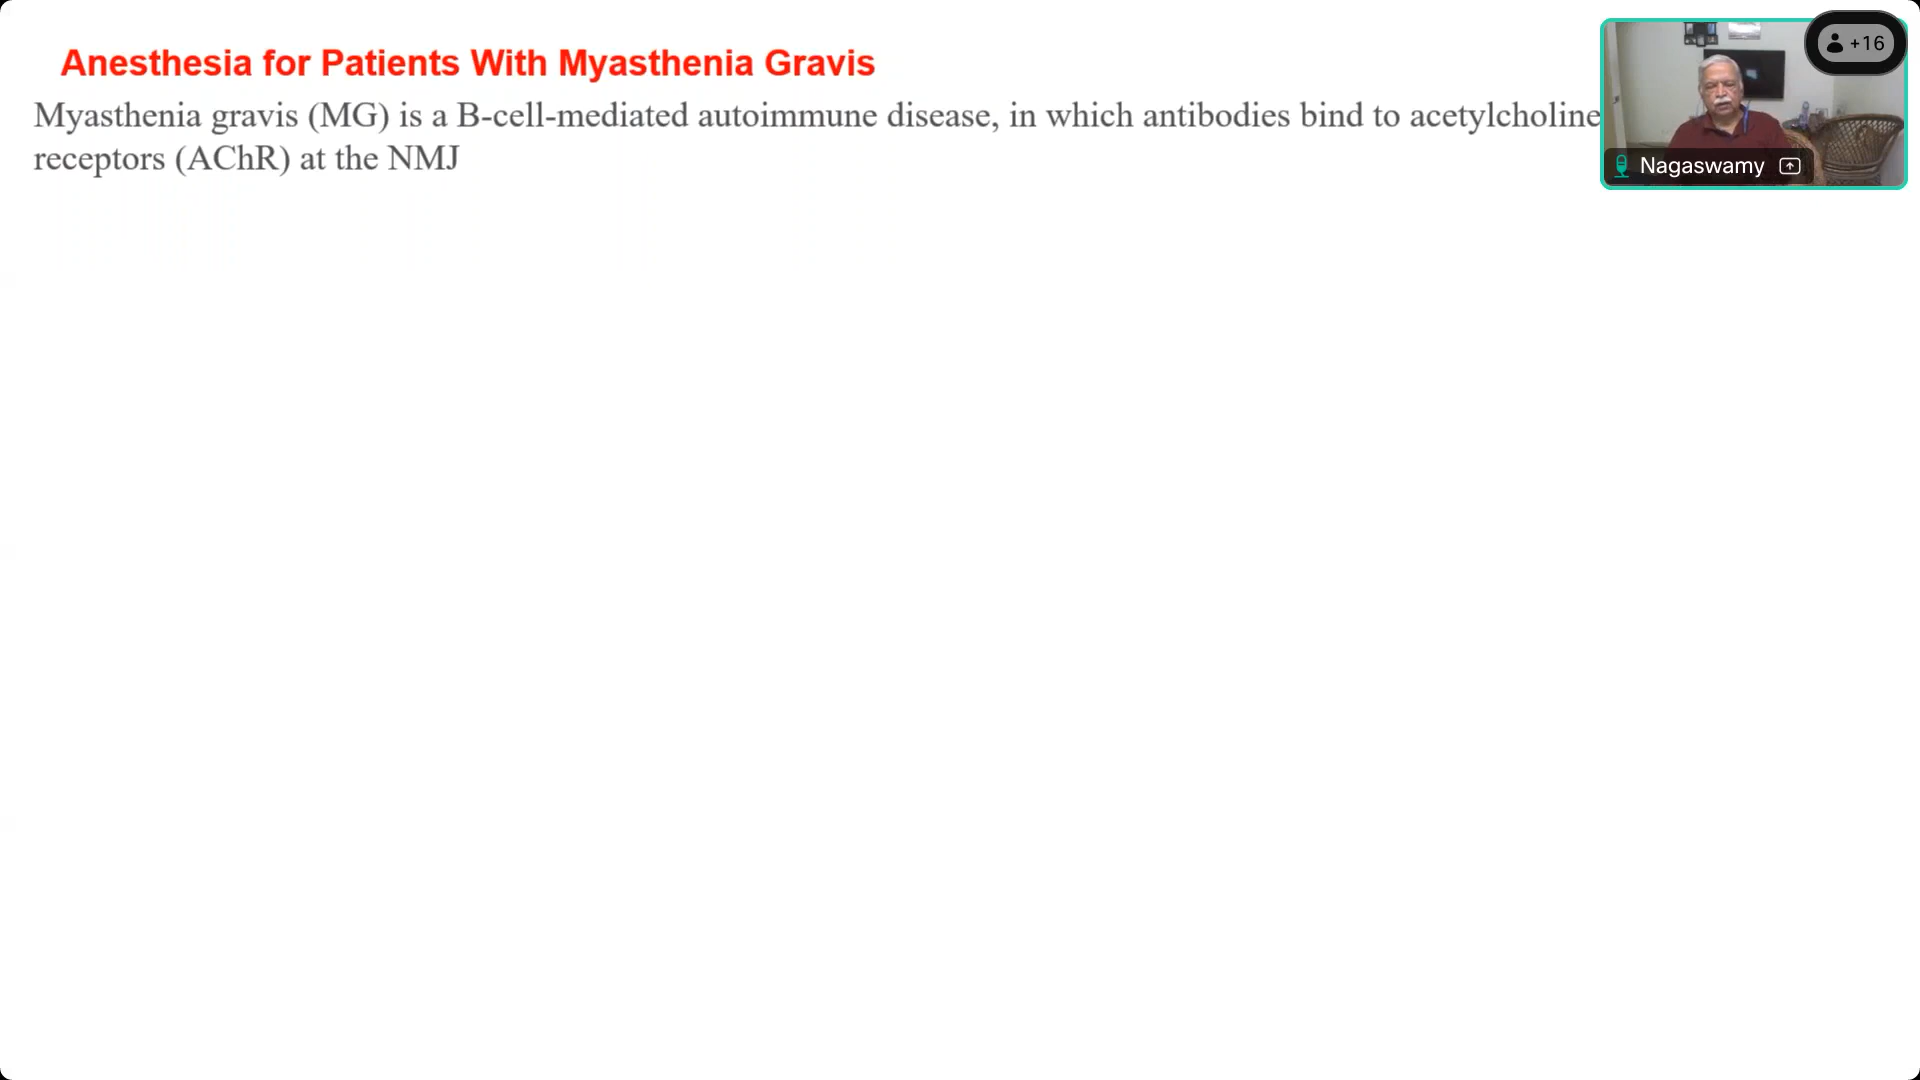 Anesthesia for Patients With Myasthenia Gravis
Myasthenia gravis (MG) is a B-cell-mediated autoimmune disease, in which antibodies bind to acetylcholine
receptors (AChR) at the NMJ
+16
Nagaswamy